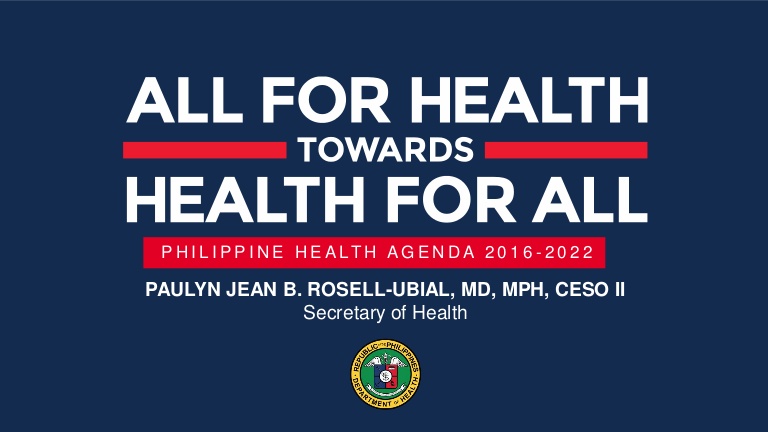 ALL FOR HEALTH
TOWARDS
HEALTH FOR ALL
PHILIPPINE HEALTH AGENDA 2016-2022
PAULYN JEAN B. ROSELL-UBIAL, MD, MPH, CESO II
Secretary of Health
REPUBLIC OF THE PHILIPPINES
DEPARTMENT OF HEALTH